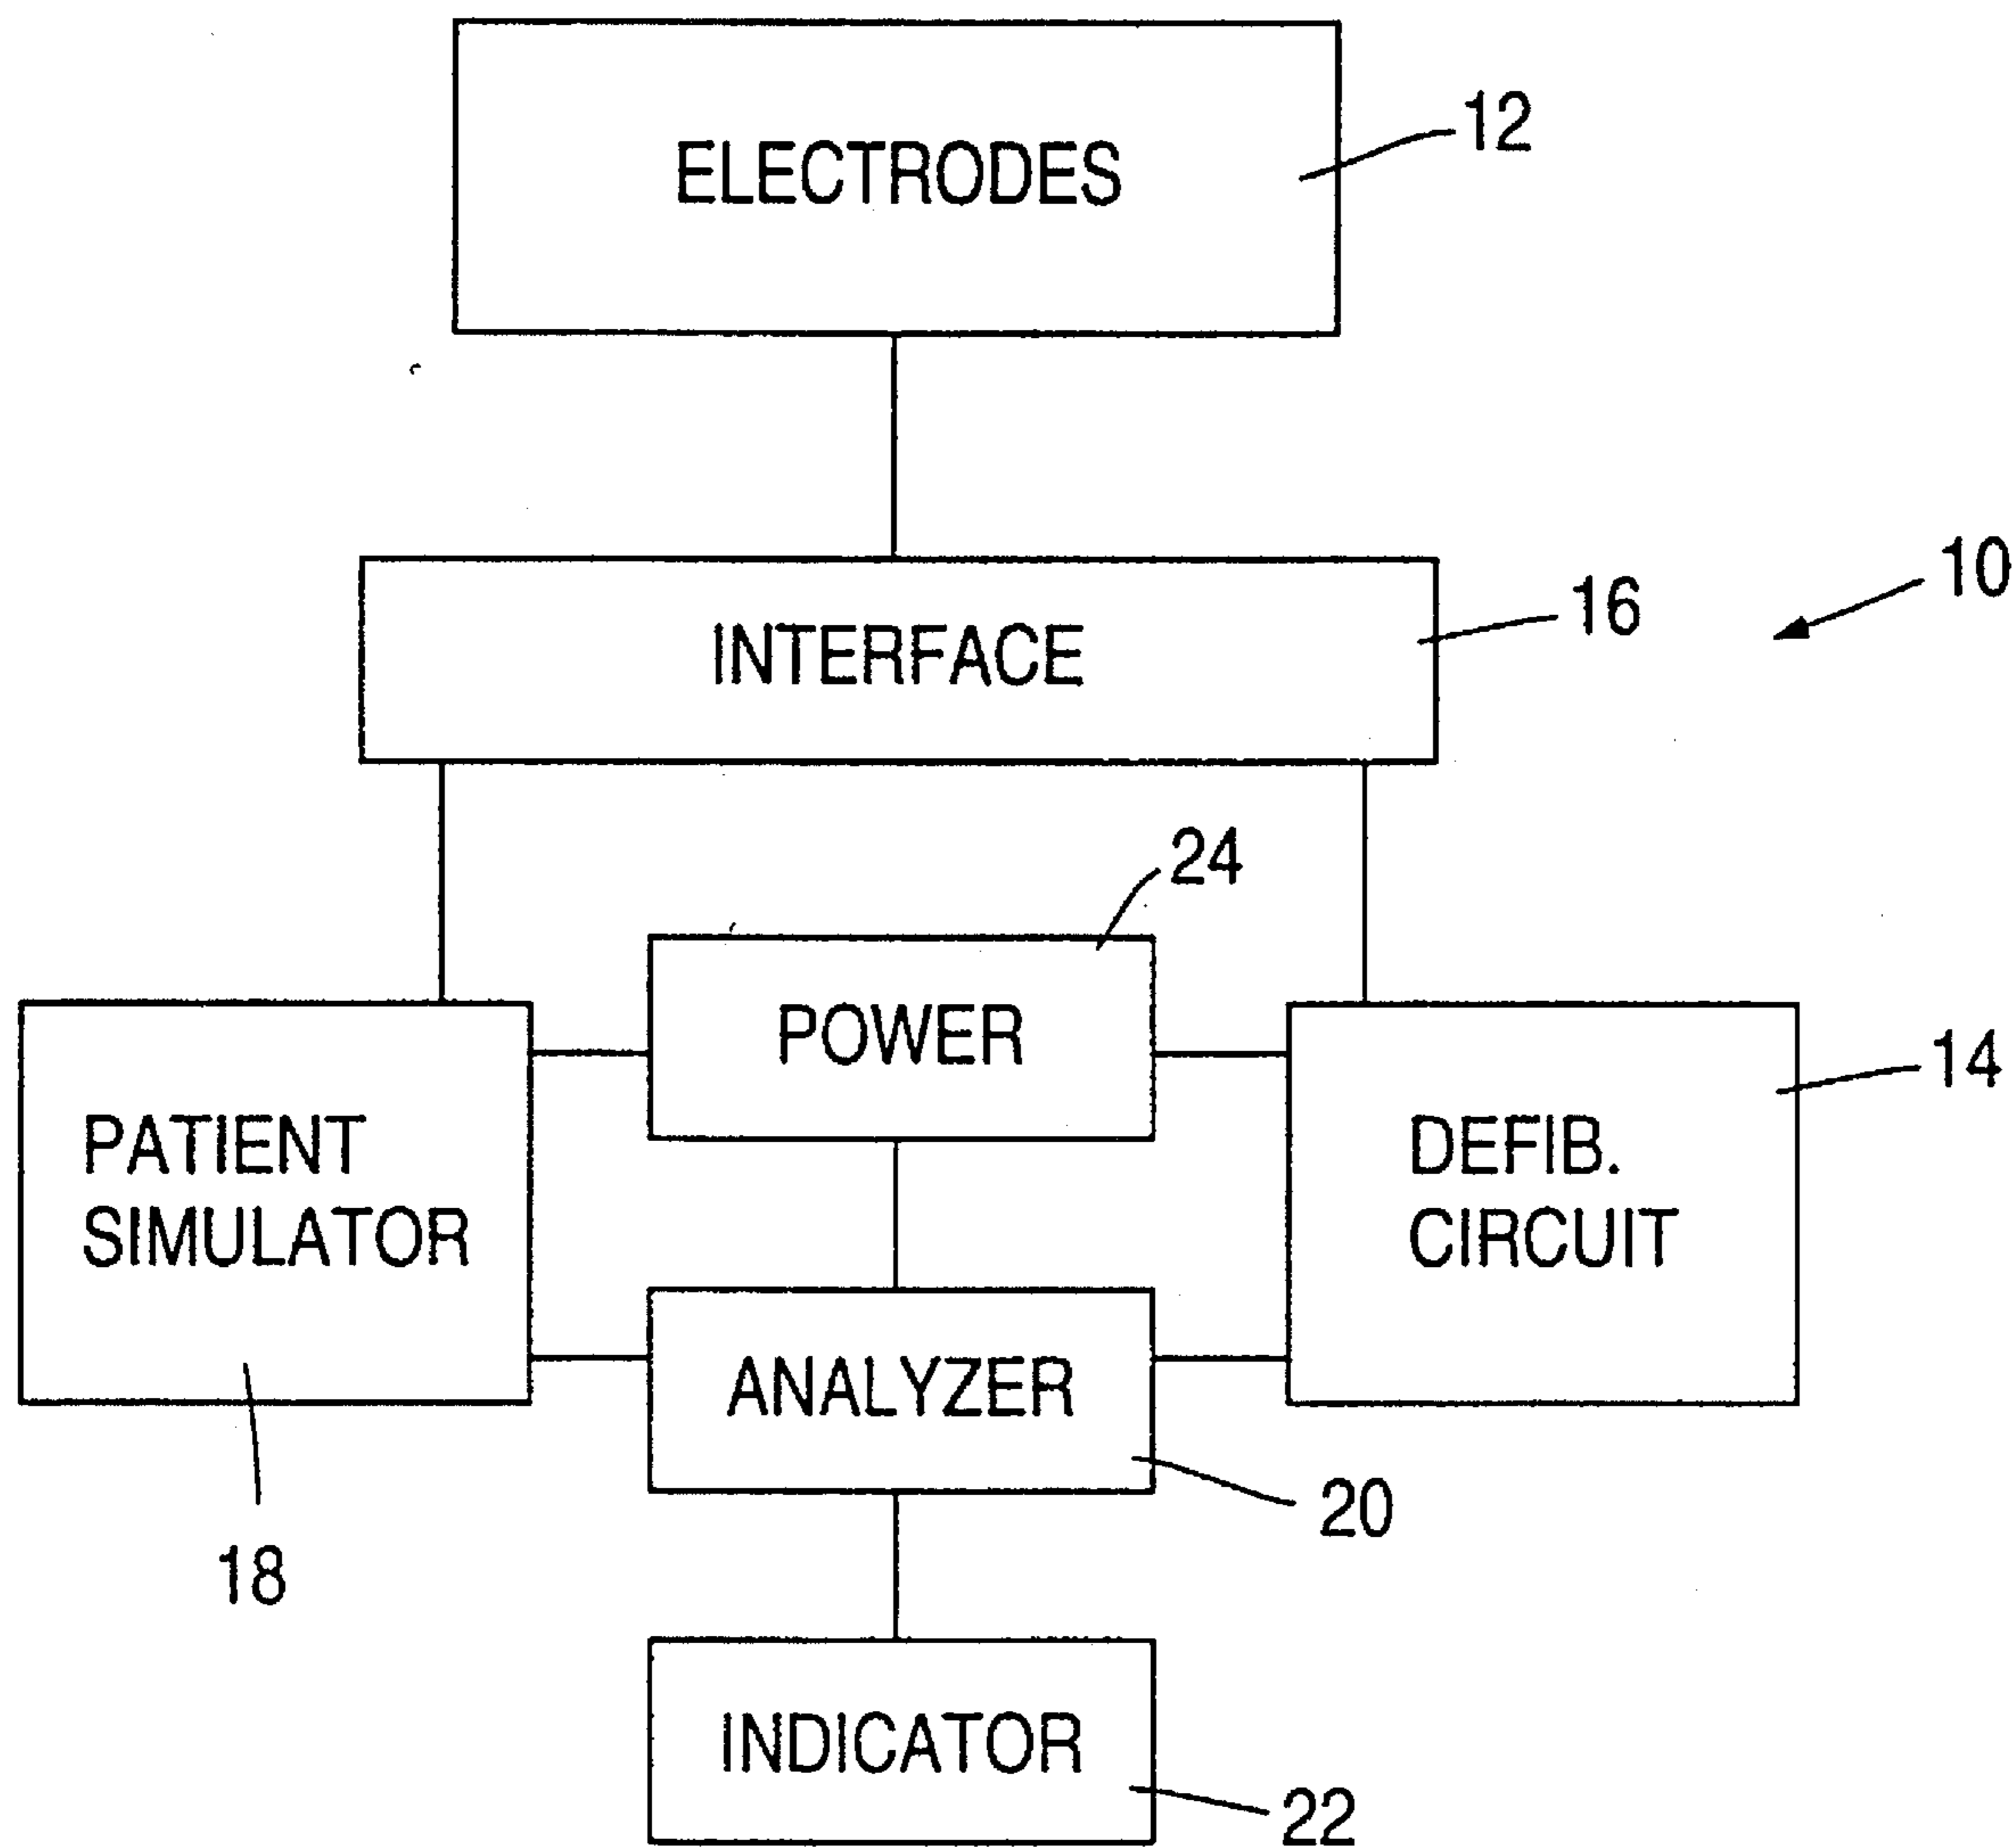 ELECTRODES
12
INTERFACE
16
10
24
POWER
PATIENT
SIMULATOR
18
DEFIB.
CIRCUIT
14
ANALYZER
20
INDICATOR
22